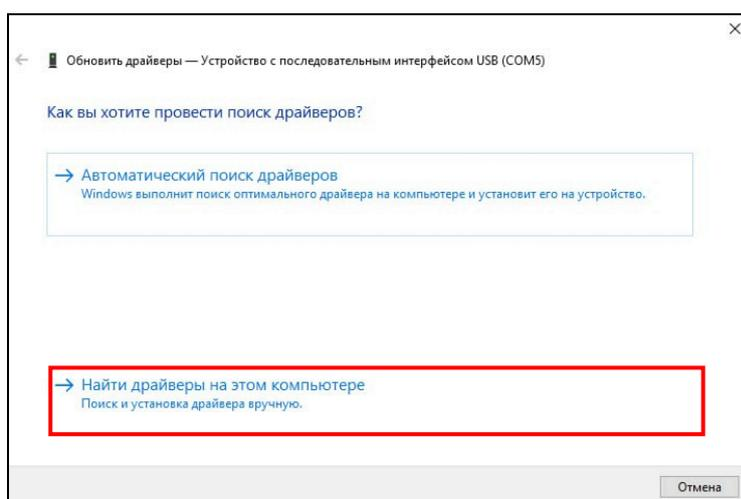 Обновить драйверы — Устройство с последовательным интерфейсом USB (COM5)
Как вы хотите провести поиск драйверов?
Автоматический поиск драйверов
Windows выполнит поиск оптимального драйвера на компьютере и установит его на устройство.
Найти драйверы на этом компьютере
Поиск и установка драйвера вручную.
Отмена